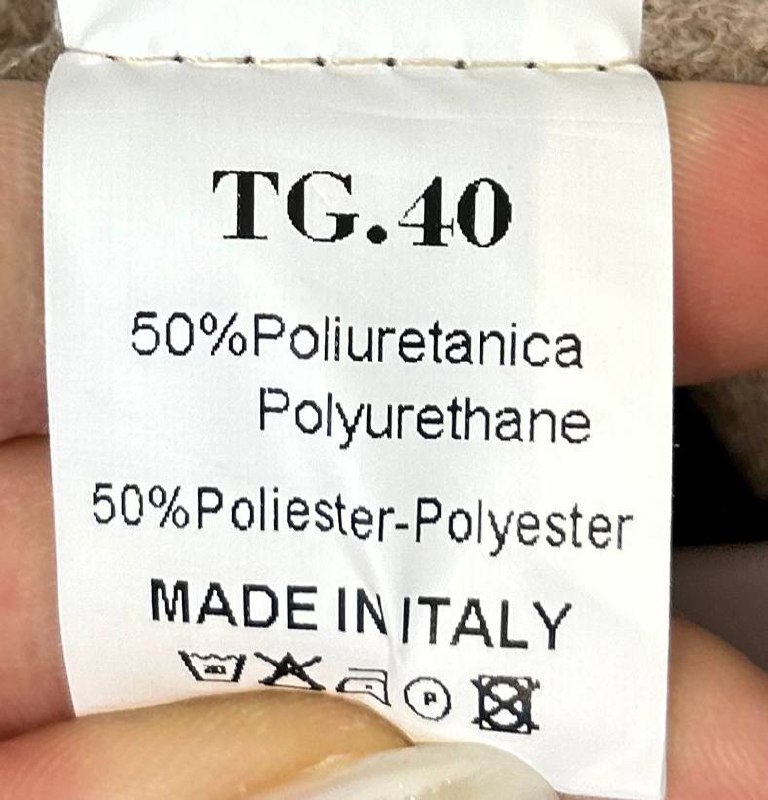 TG.40
50%Poliuretanica
Polyurethane
50%Poliester-Polyester
MADE IN ITALY
P